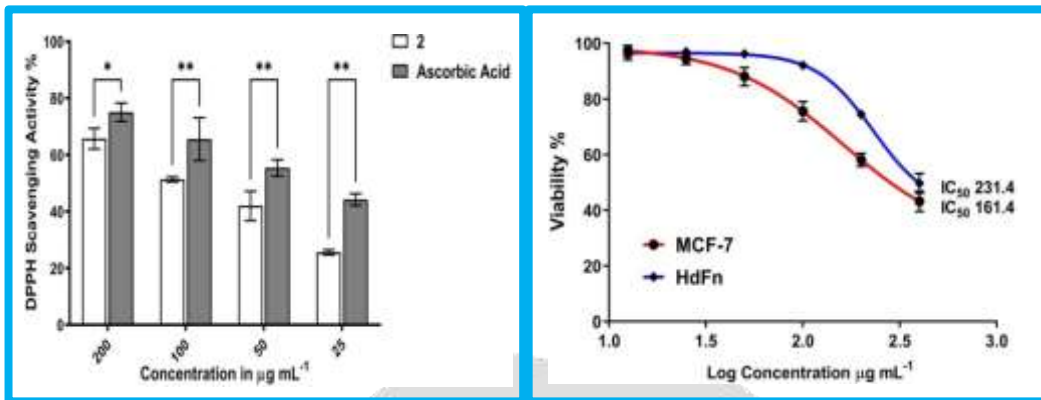 100
80
60
40
20
0
DPPH Scavenging Activity %
* ** ** **
2
Ascorbic Acid
200 100 50 25
Concentration in µg mL⁻¹
100
80
60
40
20
0
Viability %
IC₅₀ 231.4
IC₅₀ 161.4
MCF-7
HdFn
1.0 1.5 2.0 2.5 3.0
Log Concentration µg mL⁻¹